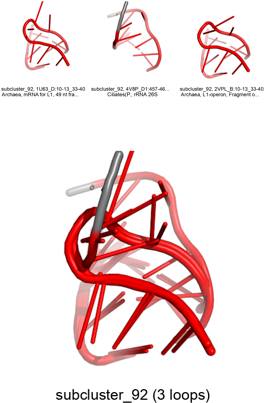 subcluster_92, 1U63_D:10-13_33-40
Archaea, mRNA for L1, 49 nt fra...
subcluster_92, 4V8P_D1:457-46...
Ciliates(P., rRNA 26S
subcluster_92, 2VPL_B:10-13_33-40
Archaea, L1-operon, Fragment o...
subcluster_92 (3 loops)